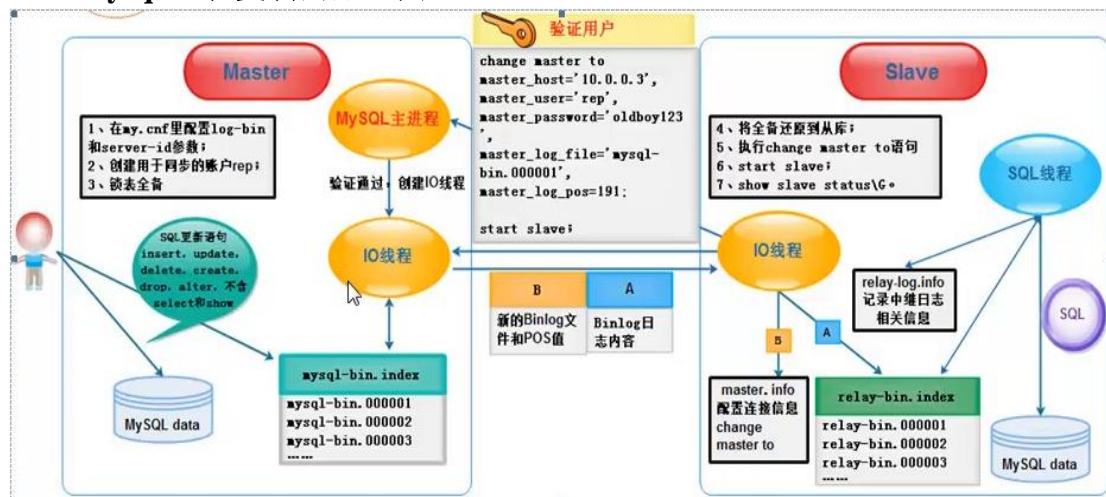 验证用户
change master to
master_host='10.0.0.3',
master_user='rep',
master_password='oldboy123
',
master_log_file='mysql-
bin.000001',
master_log_pos=191;
start slave;
Master
1、在my.cnf里配置log-bin
和server-id参数;
2、创建用于同步的账户rep;
3、锁表全备
MySQL主进程
验证通过,创建IO线程
IO线程
SQL更新语句
insert, update,
delete, create,
drop, alter, 不含
select和show
MySQL data
mysql-bin.index
mysql-bin.000001
mysql-bin.000002
mysql-bin.000003
……
B
新的Binlog文
件和POS值
A
Binlog日
志内容
Slave
4、将全备还原到从库;
5、执行change master to语句
6、start slave;
7、show slave status\G。
SQL线程
IO线程
relay-log.info
记录中继日志
相关信息
SQL
B
A
master.info
配置连接信息
change
master to
relay-bin.index
relay-bin.000001
relay-bin.000002
relay-bin.000003
……
MySQL data